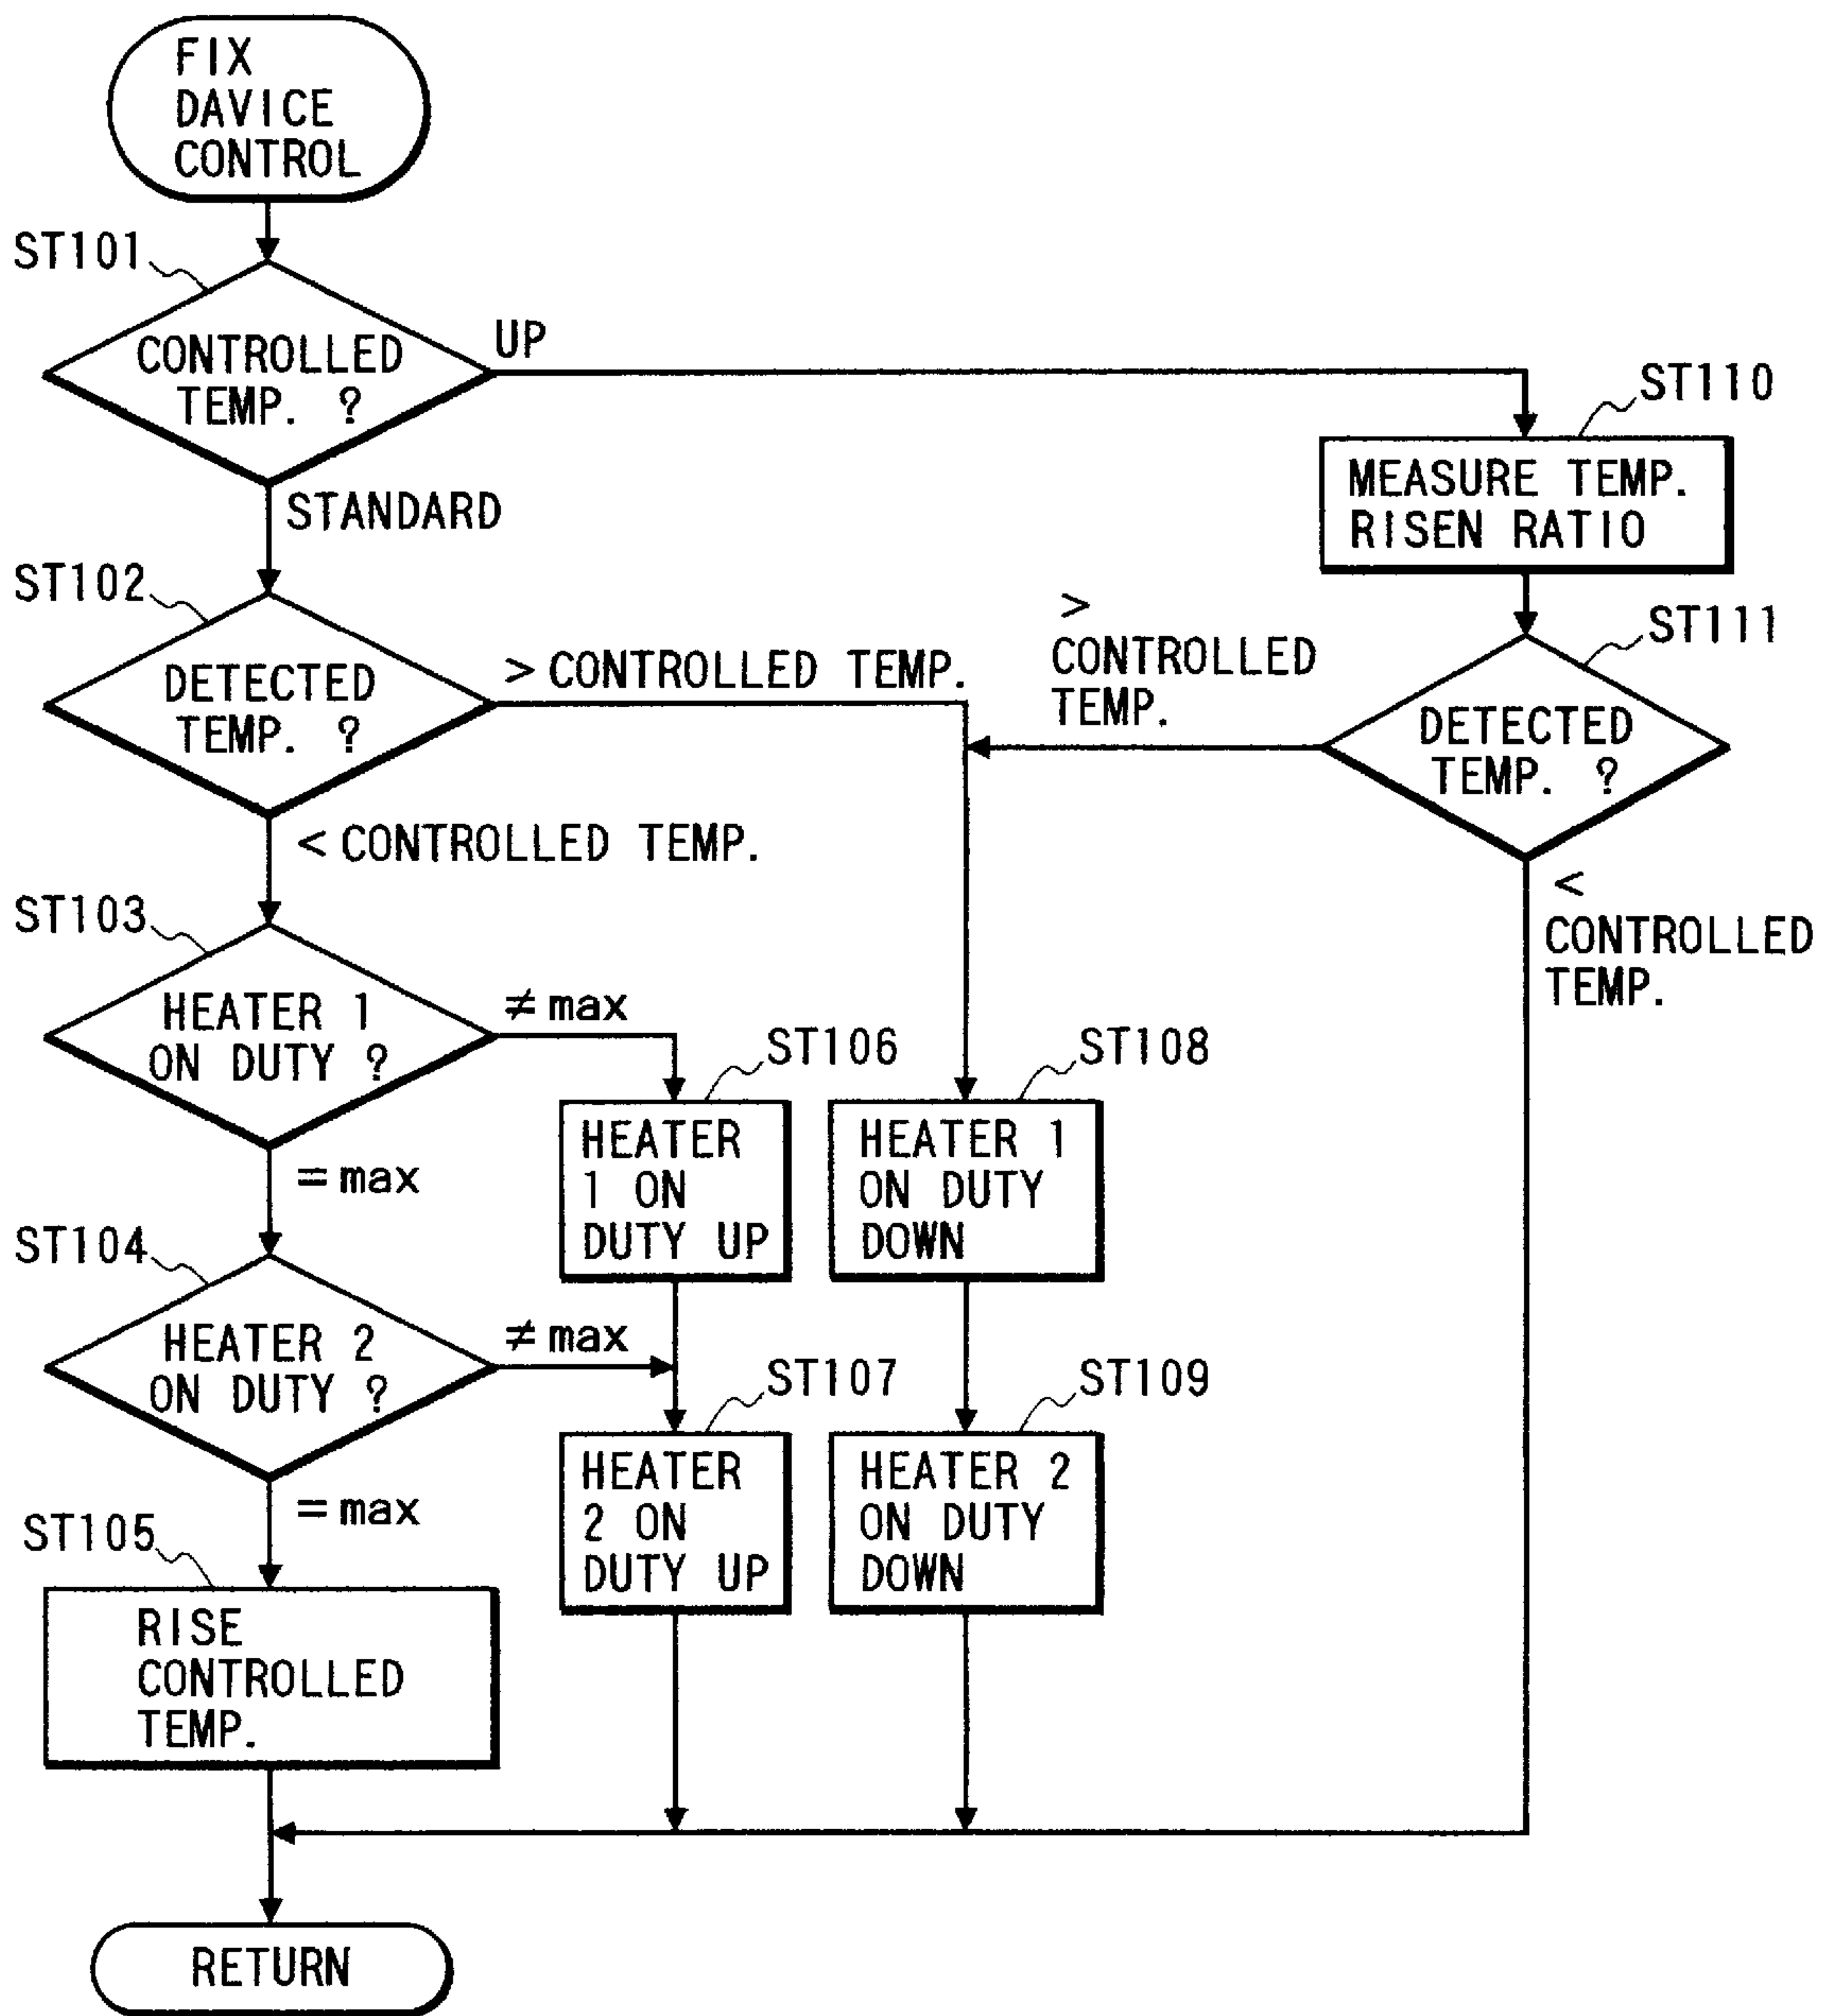 FIX
DAVICE
CONTROL
ST101
CONTROLLED
TEMP. ?
UP
STANDARD
ST110
MEASURE TEMP.
RISEN RATIO
ST102
DETECTED
TEMP. ?
> CONTROLLED TEMP.
< CONTROLLED TEMP.
ST111
DETECTED
TEMP. ?
>
CONTROLLED
TEMP.
<
CONTROLLED
TEMP.
ST103
HEATER 1
ON DUTY ?
≠max
=max
ST106
HEATER
1 ON
DUTY UP
ST108
HEATER 1
ON DUTY
DOWN
ST104
HEATER 2
ON DUTY ?
≠max
=max
ST107
HEATER
2 ON
DUTY UP
ST109
HEATER 2
ON DUTY
DOWN
ST105
RISE
CONTROLLED
TEMP.
RETURN